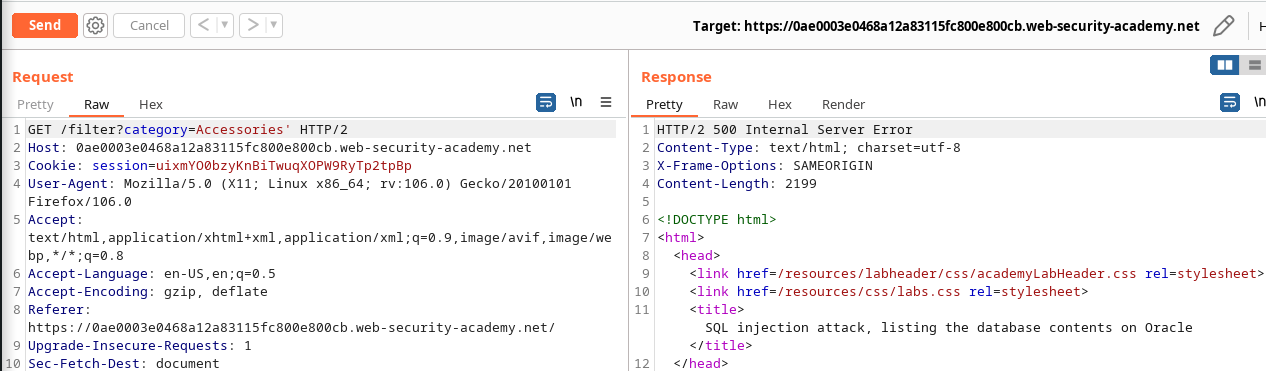 Send Cancel < > Target: https://0ae0003e0468a12a83115fc800e800cb.web-security-academy.net H
Request
Pretty Raw Hex \n
1 GET /filter?category=Accessories' HTTP/2
2 Host: 0ae0003e0468a12a83115fc800e800cb.web-security-academy.net
3 Cookie: session=uixmYO0bzyKnBiTwuqXOPW9RyTp2tpBp
4 User-Agent: Mozilla/5.0 (X11; Linux x86_64; rv:106.0) Gecko/20100101
Firefox/106.0
5 Accept:
text/html,application/xhtml+xml,application/xml;q=0.9,image/avif,image/we
bp,*/*;q=0.8
6 Accept-Language: en-US,en;q=0.5
7 Accept-Encoding: gzip, deflate
8 Referer:
https://0ae0003e0468a12a83115fc800e800cb.web-security-academy.net/
9 Upgrade-Insecure-Requests: 1
10 Sec-Fetch-Dest: document
Response
Pretty Raw Hex Render \n
1 HTTP/2 500 Internal Server Error
2 Content-Type: text/html; charset=utf-8
3 X-Frame-Options: SAMEORIGIN
4 Content-Length: 2199
5
6 <!DOCTYPE html>
7 <html>
8 <head>
9 <link href=/resources/labheader/css/academyLabHeader.css rel=stylesheet>
10 <link href=/resources/css/labs.css rel=stylesheet>
11 <title>
SQL injection attack, listing the database contents on Oracle
</title>
12 </head>